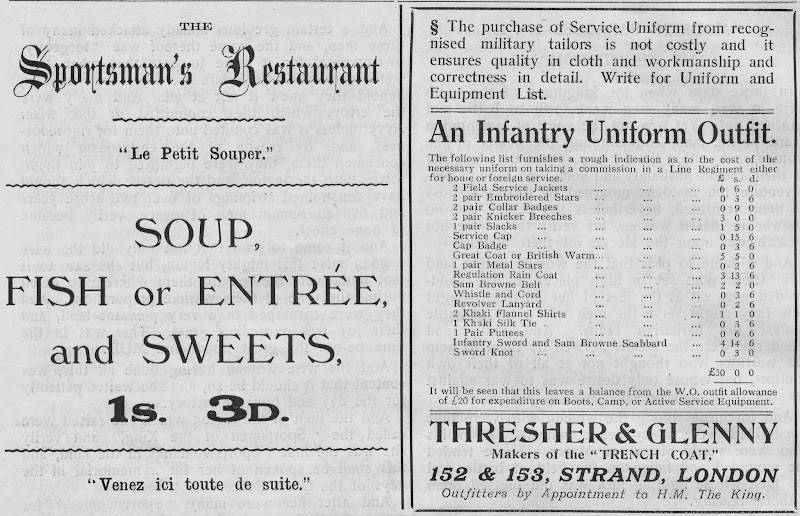 THE
Sportsman's Restaurant
"Le Petit Souper."
SOUP,
FISH or ENTRÉE,
and SWEETS,
1s. 3D.
"Venez ici toute de suite."
§ The purchase of Service Uniform from recog-
nised military tailors is not costly and it
ensures quality in cloth and workmanship and
correctness in detail. Write for Uniform and
Equipment List.
An Infantry Uniform Outfit.
The following list furnishes a rough indication as to the cost of the
necessary uniform on taking a commission in a Line Regiment either
for home or foreign service. £ s. d.
2 Field Service Jackets ... ... ... 6 6 0
2 pair Embroidered Stars ... ... ... 0 3 6
2 pair Collar Badges ... ... ... 0 9 0
2 pair Knicker Breeches ... ... ... 3 0 0
1 pair Slacks ... ... ... 1 5 0
Service Cap ... ... ... 0 15 6
Cap Badge ... ... ... 0 3 6
Great Coat or British Warm ... ... ... 5 5 0
1 pair Metal Stars ... ... ... 0 2 6
Regulation Rain Coat ... ... ... 3 13 6
Sam Browne Belt ... ... ... 2 2 0
Whistle and Cord ... ... ... 0 3 6
Revolver Lanyard ... ... ... 0 2 6
2 Khaki Flannel Shirts ... ... ... 1 1 0
1 Khaki Silk Tie ... ... ... 0 3 6
1 Pair Puttees ... ... ... 0 6 6
Infantry Sword and Sam Browne Scabbard ... 4 14 6
Sword Knot ... ... ... 0 3 0
£30 0 0
It will be seen that this leaves a balance from the W.O. outfit allowance
of £20 for expenditure on Boots, Camp, or Active Service Equipment.
THRESHER & GLENNY
Makers of the "TRENCH COAT,"
152 & 153, STRAND, LONDON
Outfitters by Appointment to H.M. The King.